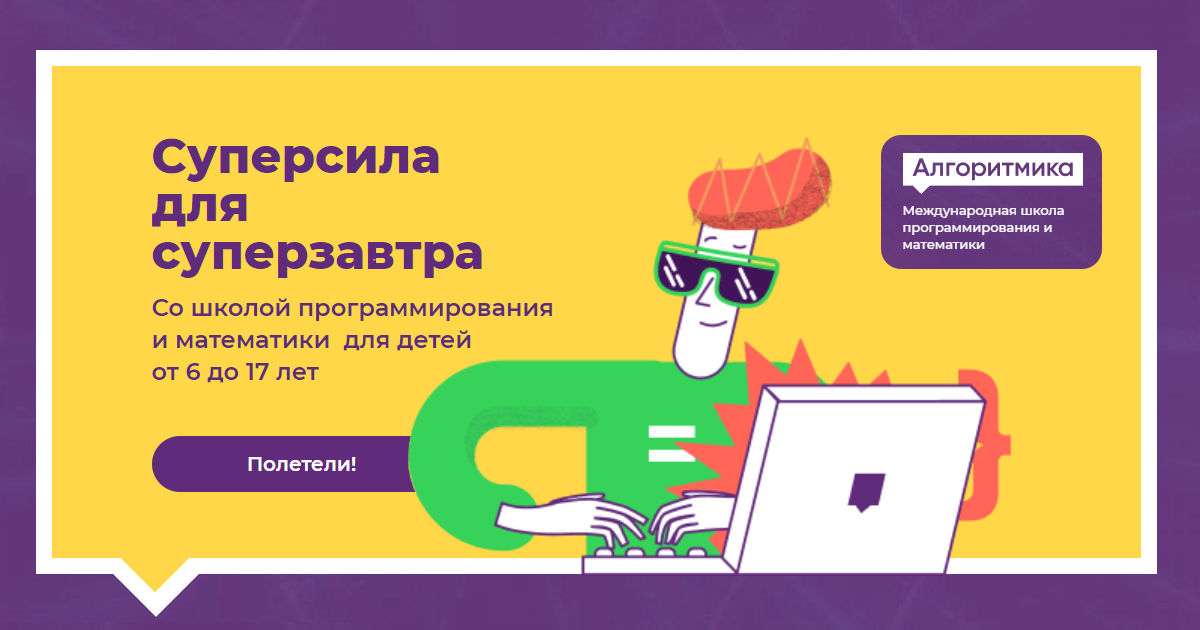 Суперсила
для
суперзавтра
Со школой программирования
и математики для детей
от 6 до 17 лет
Полетели!
Алгоритмика
Международная школа
программирования и
математики
=
}